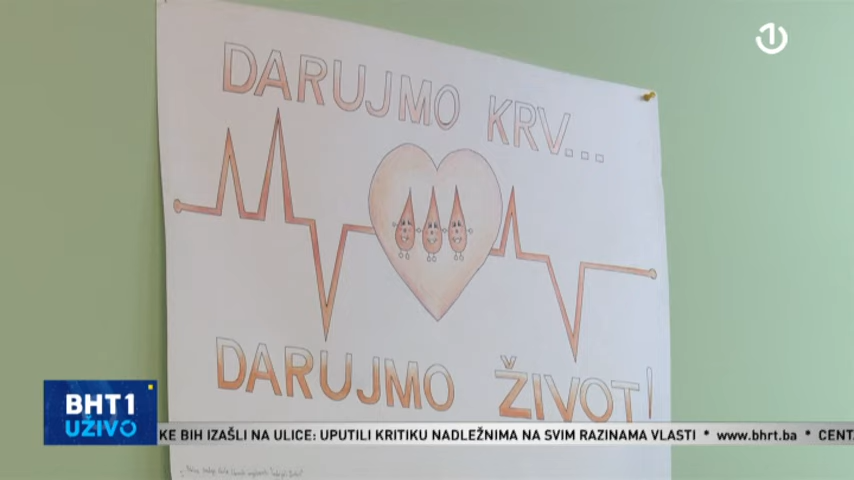 DARUJMO KRV...
DARUJMO ŽIVOT!
BHT1
UŽIVO
KE BIH IZAŠLI NA ULICE: UPUTILI KRITIKU NADLEŽNIMA NA SVIM RAZINAMA VLASTI * www.bhrt.ba * CENTA